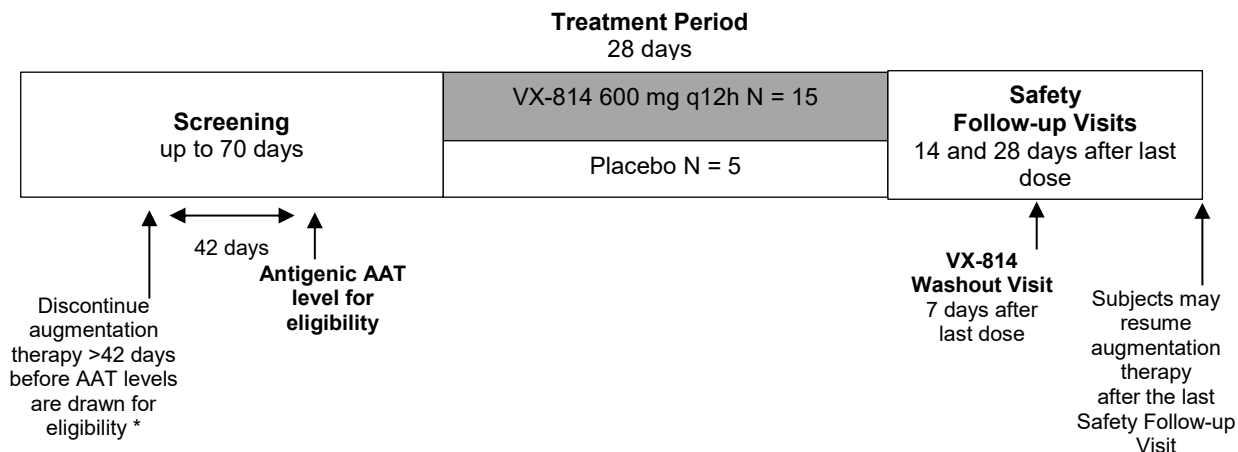 Treatment Period
28 days
Screening
up to 70 days
VX-814 600 mg q12h N = 15
Placebo N = 5
Safety
Follow-up Visits
14 and 28 days after last
dose
42 days
Discontinue
augmentation
therapy >42 days
before AAT levels
are drawn for
eligibility *
Antigenic AAT
level for
eligibility
VX-814
Washout Visit
7 days after
last dose
Subjects may
resume
augmentation
therapy
after the last
Safety Follow-up
Visit